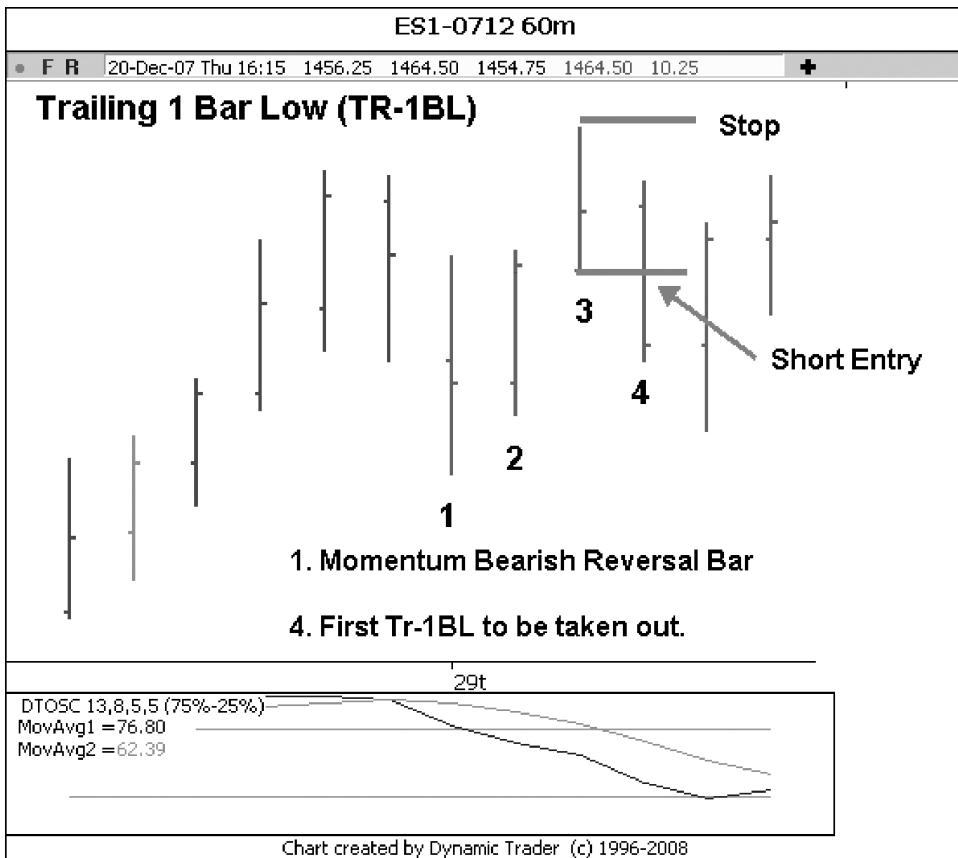 ES1-0712 60m
F R 20-Dec-07 Thu 16:15 1456.25 1464.50 1454.75 1464.50 10.25
Trailing 1 Bar Low (TR-1BL)
Stop
3
Short Entry
4
2
1
1. Momentum Bearish Reversal Bar
4. First Tr-1BL to be taken out.
29t
DTOSC 13,8,5,5 (75%-25%)
MovAvg1 =76.80
MovAvg2 =62.39
Chart created by Dynamic Trader (c) 1996-2008